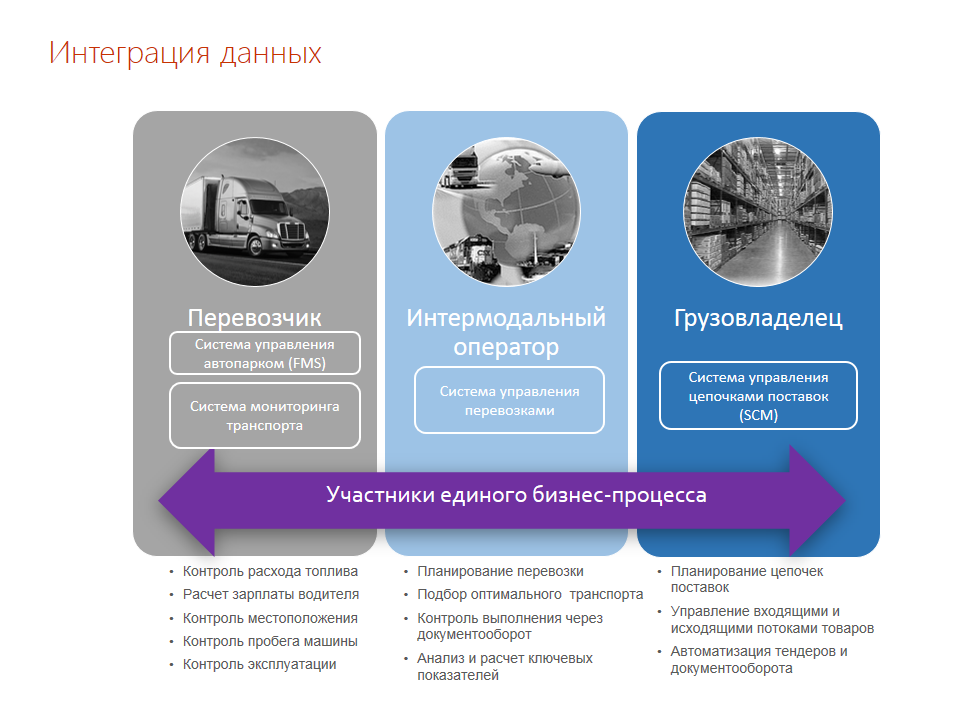 Интеграция данных
Перевозчик
Система управления
автопарком (FMS)
Система мониторинга
транспорта
Интермодальный
оператор
Система управления
перевозками
Грузовладелец
Система управления
цепочками поставок
(SCM)
Участники единого бизнес-процесса
• Контроль расхода топлива
• Расчет зарплаты водителя
• Контроль местоположения
• Контроль пробега машины
• Контроль эксплуатации
• Планирование перевозки
• Подбор оптимального транспорта
• Контроль выполнения через
документооборот
• Анализ и расчет ключевых
показателей
• Планирование цепочек
поставок
• Управление входящими и
исходящими потоками товаров
• Автоматизация тендеров и
документооборота